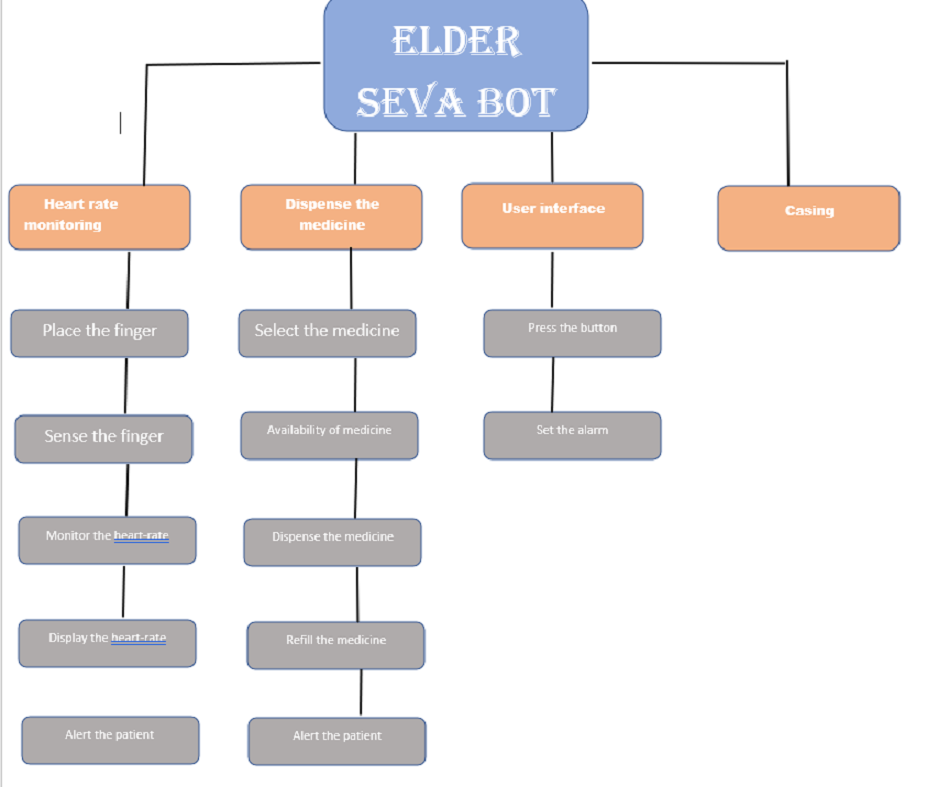 ELDER
SEVA BOT
Heart rate
monitoring
Dispense the
medicine
User interface
Casing
Place the finger
Select the medicine
Press the button
Sense the finger
Availability of medicine
Set the alarm
Monitor the heart-rate
Dispense the medicine
Display the heart-rate
Refill the medicine
Alert the patient
Alert the patient